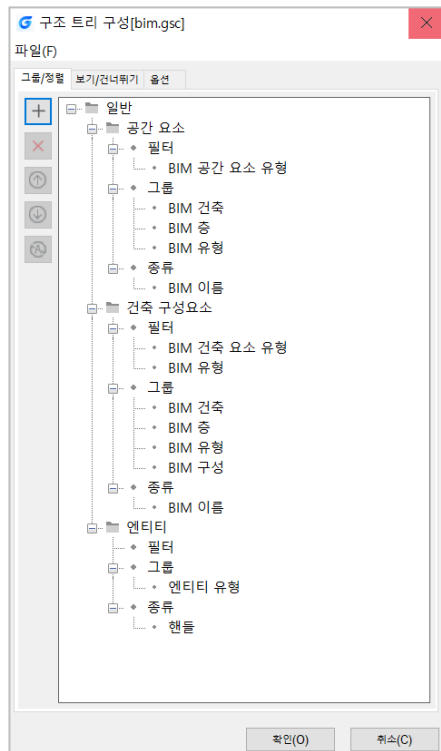 구조 트리 구성[bim.gsc]
파일(F)
그룹/정렬 보기/건너뛰기 옵션
일반
공간 요소
필터
BIM 공간 요소 유형
그룹
BIM 건축
BIM 층
BIM 유형
종류
BIM 이름
건축 구성요소
필터
BIM 건축 요소 유형
BIM 유형
그룹
BIM 건축
BIM 층
BIM 유형
BIM 구성
종류
BIM 이름
엔티티
필터
그룹
엔티티 유형
종류
핸들
확인(O) 취소(C)